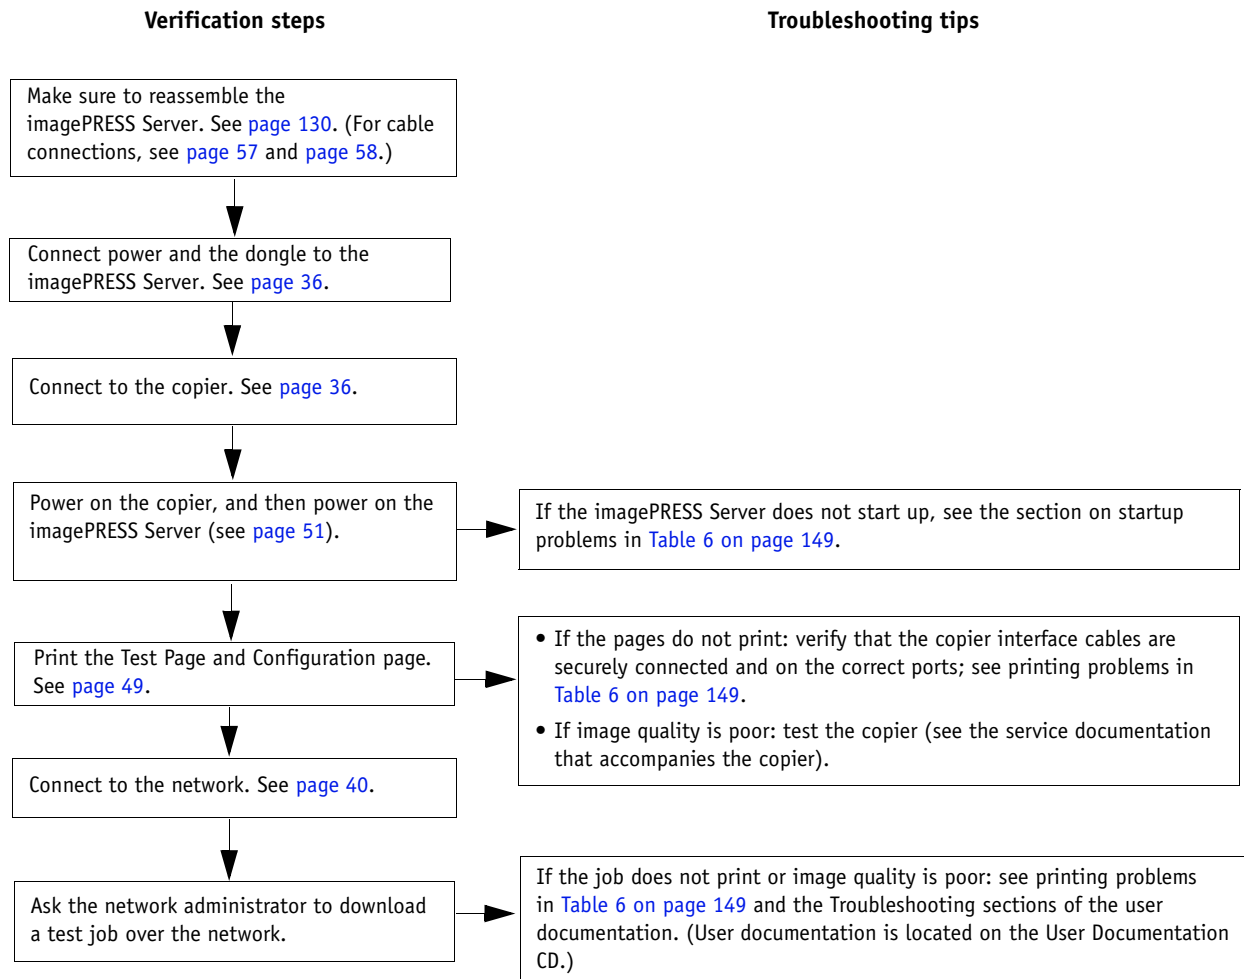 Verification steps
Troubleshooting tips
Make sure to reassemble the
imagePRESS Server. See page 130. (For cable
connections, see page 57 and page 58.)
Connect power and the dongle to the
imagePRESS Server. See page 36.
Connect to the copier. See page 36.
Power on the copier, and then power on the
imagePRESS Server (see page 51).
If the imagePRESS Server does not start up, see the section on startup
problems in Table 6 on page 149.
Print the Test Page and Configuration page.
See page 49.
• If the pages do not print: verify that the copier interface cables are
securely connected and on the correct ports; see printing problems in
Table 6 on page 149.
• If image quality is poor: test the copier (see the service documentation
that accompanies the copier).
Connect to the network. See page 40.
Ask the network administrator to download
a test job over the network.
If the job does not print or image quality is poor: see printing problems
in Table 6 on page 149 and the Troubleshooting sections of the user
documentation. (User documentation is located on the User Documentation
CD.)